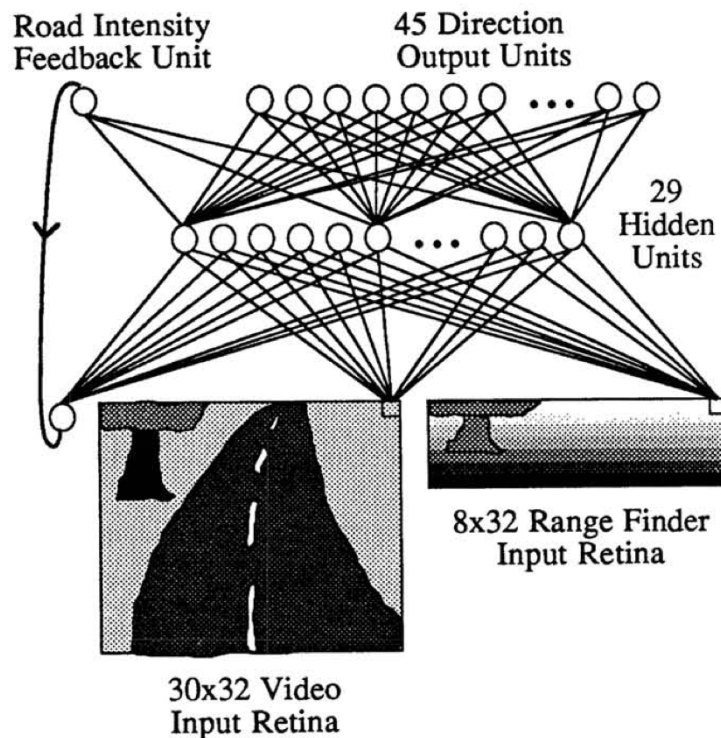 Road Intensity
Feedback Unit
45 Direction
Output Units
29
Hidden
Units
8x32 Range Finder
Input Retina
30x32 Video
Input Retina